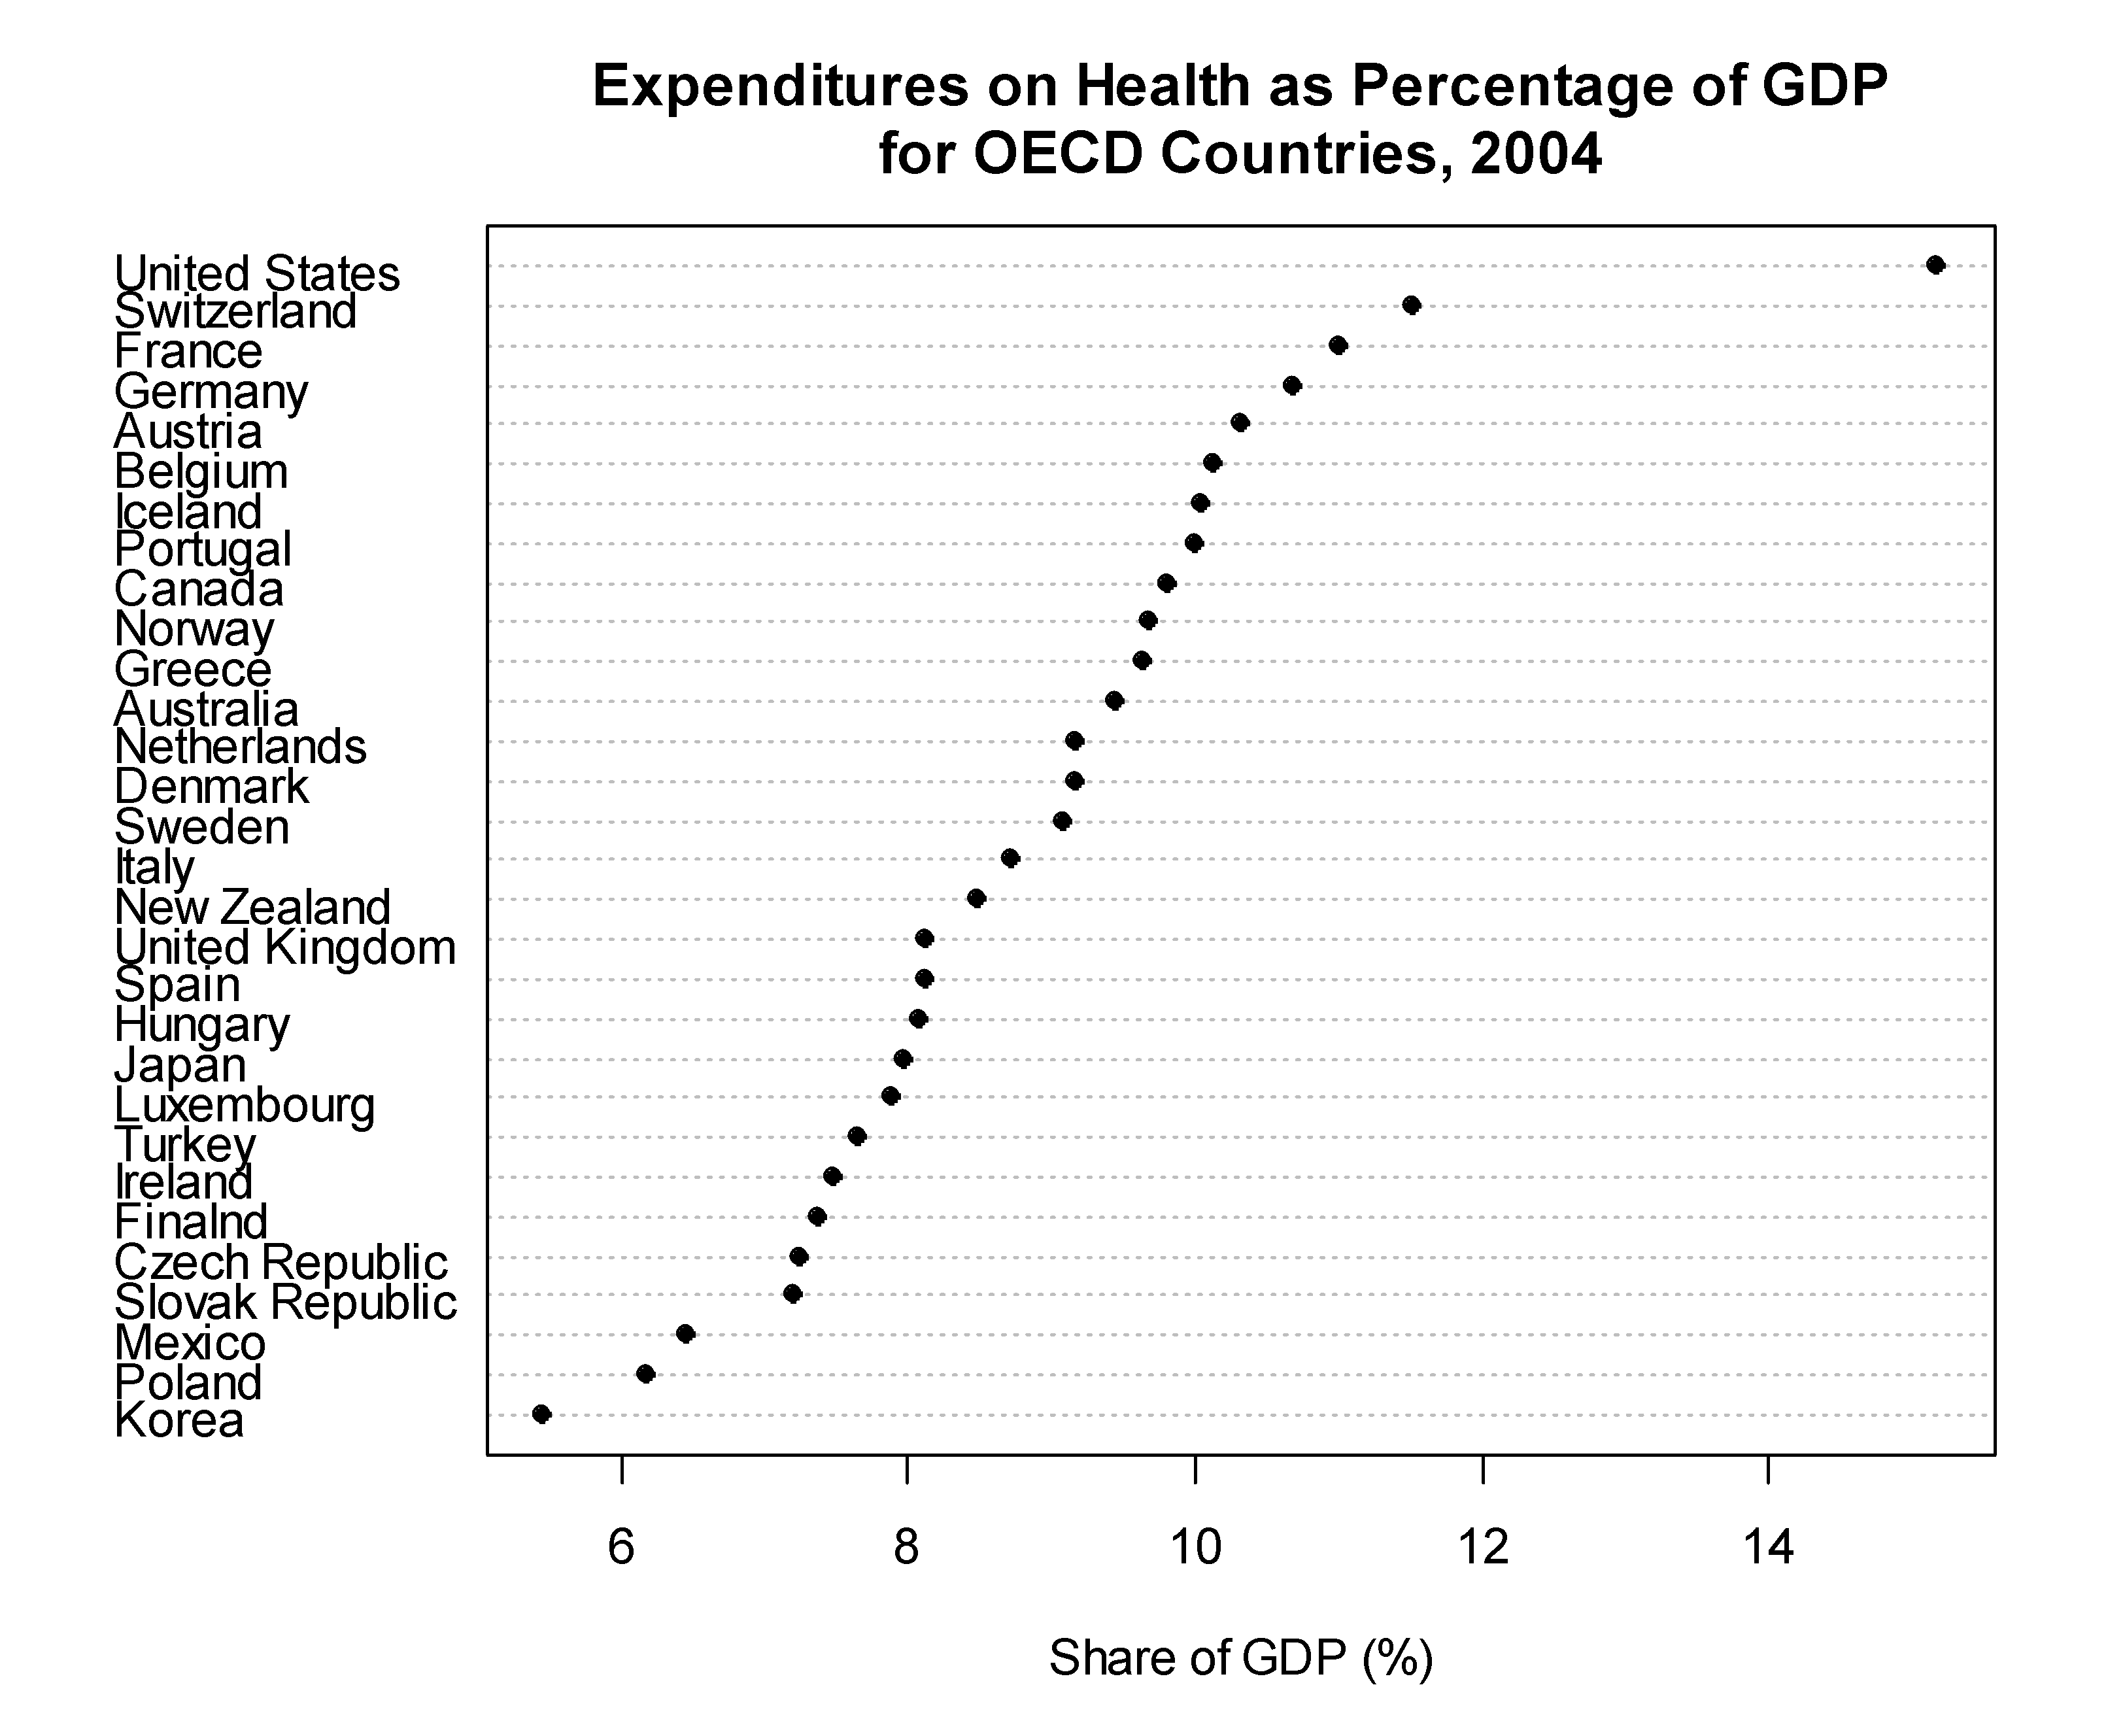 Expenditures on Health as Percentage of GDP
for OECD Countries, 2004
United States
Switzerland
France
Germany
Austria
Belgium
Iceland
Portugal
Canada
Norway
Greece
Australia
Netherlands
Denmark
Sweden
Italy
New Zealand
United Kingdom
Spain
Hungary
Japan
Luxembourg
Turkey
Ireland
Finalnd
Czech Republic
Slovak Republic
Mexico
Poland
Korea
6 8 10 12 14
Share of GDP (%)